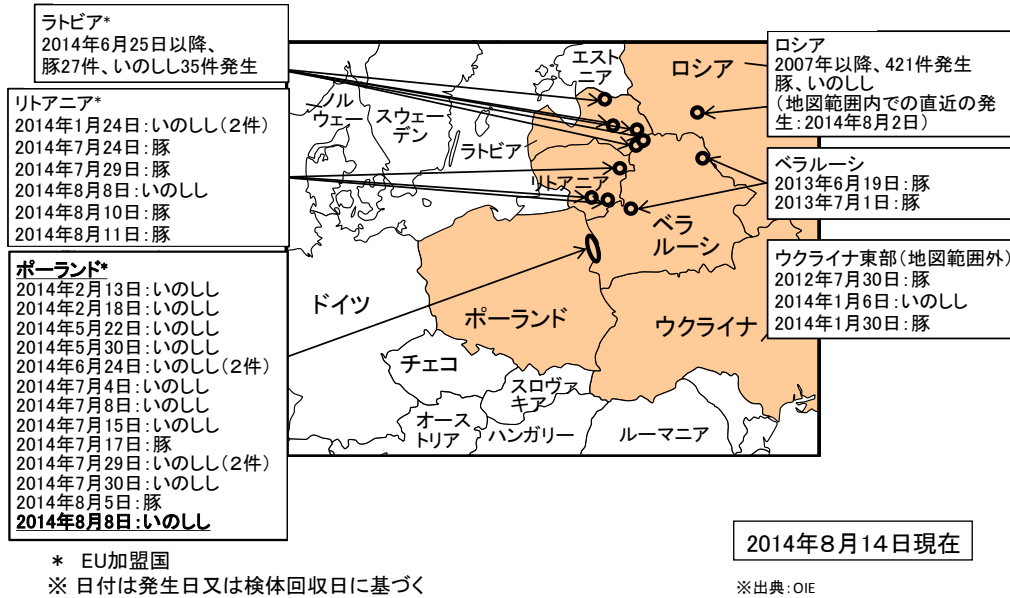 ラトビア*
2014年6月25日以降、
豚27件、いのしし35件発生
リトアニア*
2014年1月24日:いのしし(2件)
2014年7月24日:豚
2014年7月29日:豚
2014年8月8日:いのしし
2014年8月10日:豚
2014年8月11日:豚
ポーランド*
2014年2月13日:いのしし
2014年2月18日:いのしし
2014年5月22日:いのしし
2014年5月30日:いのしし
2014年6月24日:いのしし(2件)
2014年7月4日:いのしし
2014年7月8日:いのしし
2014年7月15日:いのしし
2014年7月17日:豚
2014年7月29日:いのしし(2件)
2014年7月30日:いのしし
2014年8月5日:豚
2014年8月8日:いのしし
ノル
ウェー
スウェー
デン
エスト
ニア
ロシア
ラトビア
リトアニア
ベラ
ルーシ
ドイツ
ポーランド
ウクライナ
チェコ
スロヴァ
キア
オース
トリア
ハンガリー
ルーマニア
ロシア
2007年以降、421件発生
豚、いのしし
(地図範囲内での直近の発
生:2014年8月2日)
ベラルーシ
2013年6月19日:豚
2013年7月1日:豚
ウクライナ東部(地図範囲外)
2012年7月30日:豚
2014年1月6日:いのしし
2014年1月30日:豚
2014年8月14日現在
* EU加盟国
※ 日付は発生日又は検体回収日に基づく
※出典:OIE